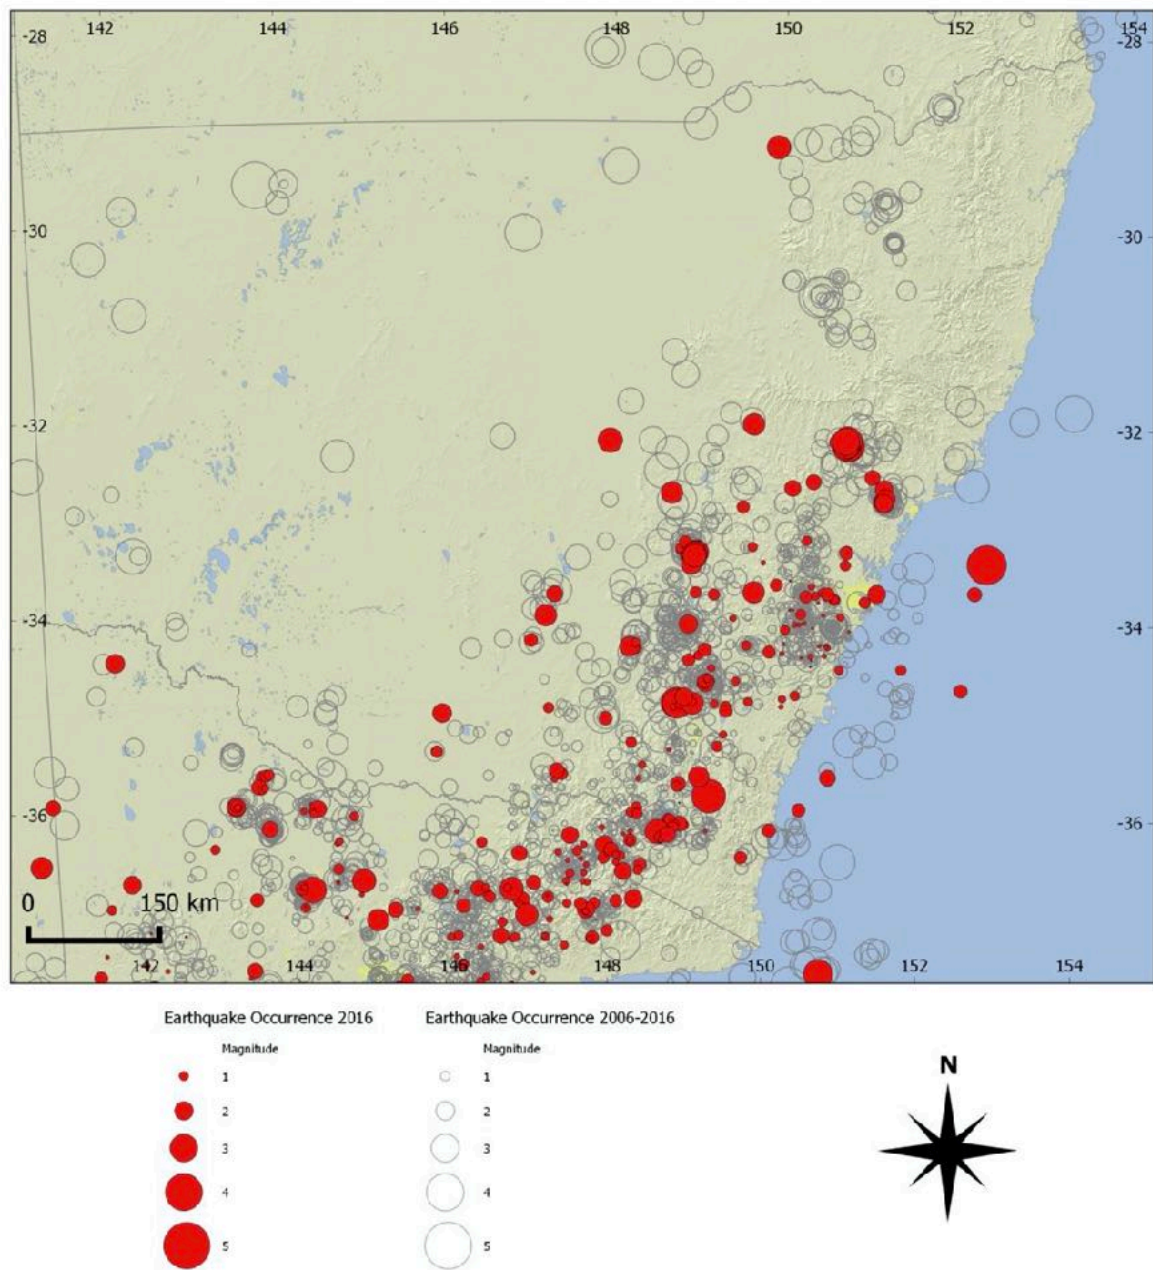 142 144 146 148 150 152 154
-28 -28
-30 -30
-32 -32
-34 -34
-36 -36
0 150 km
142 144 146 148 150 152 154
Earthquake Occurrence 2016 Earthquake Occurrence 2006-2016
Magnitude Magnitude
1 1
2 2
3 3
4 4
5 5
N